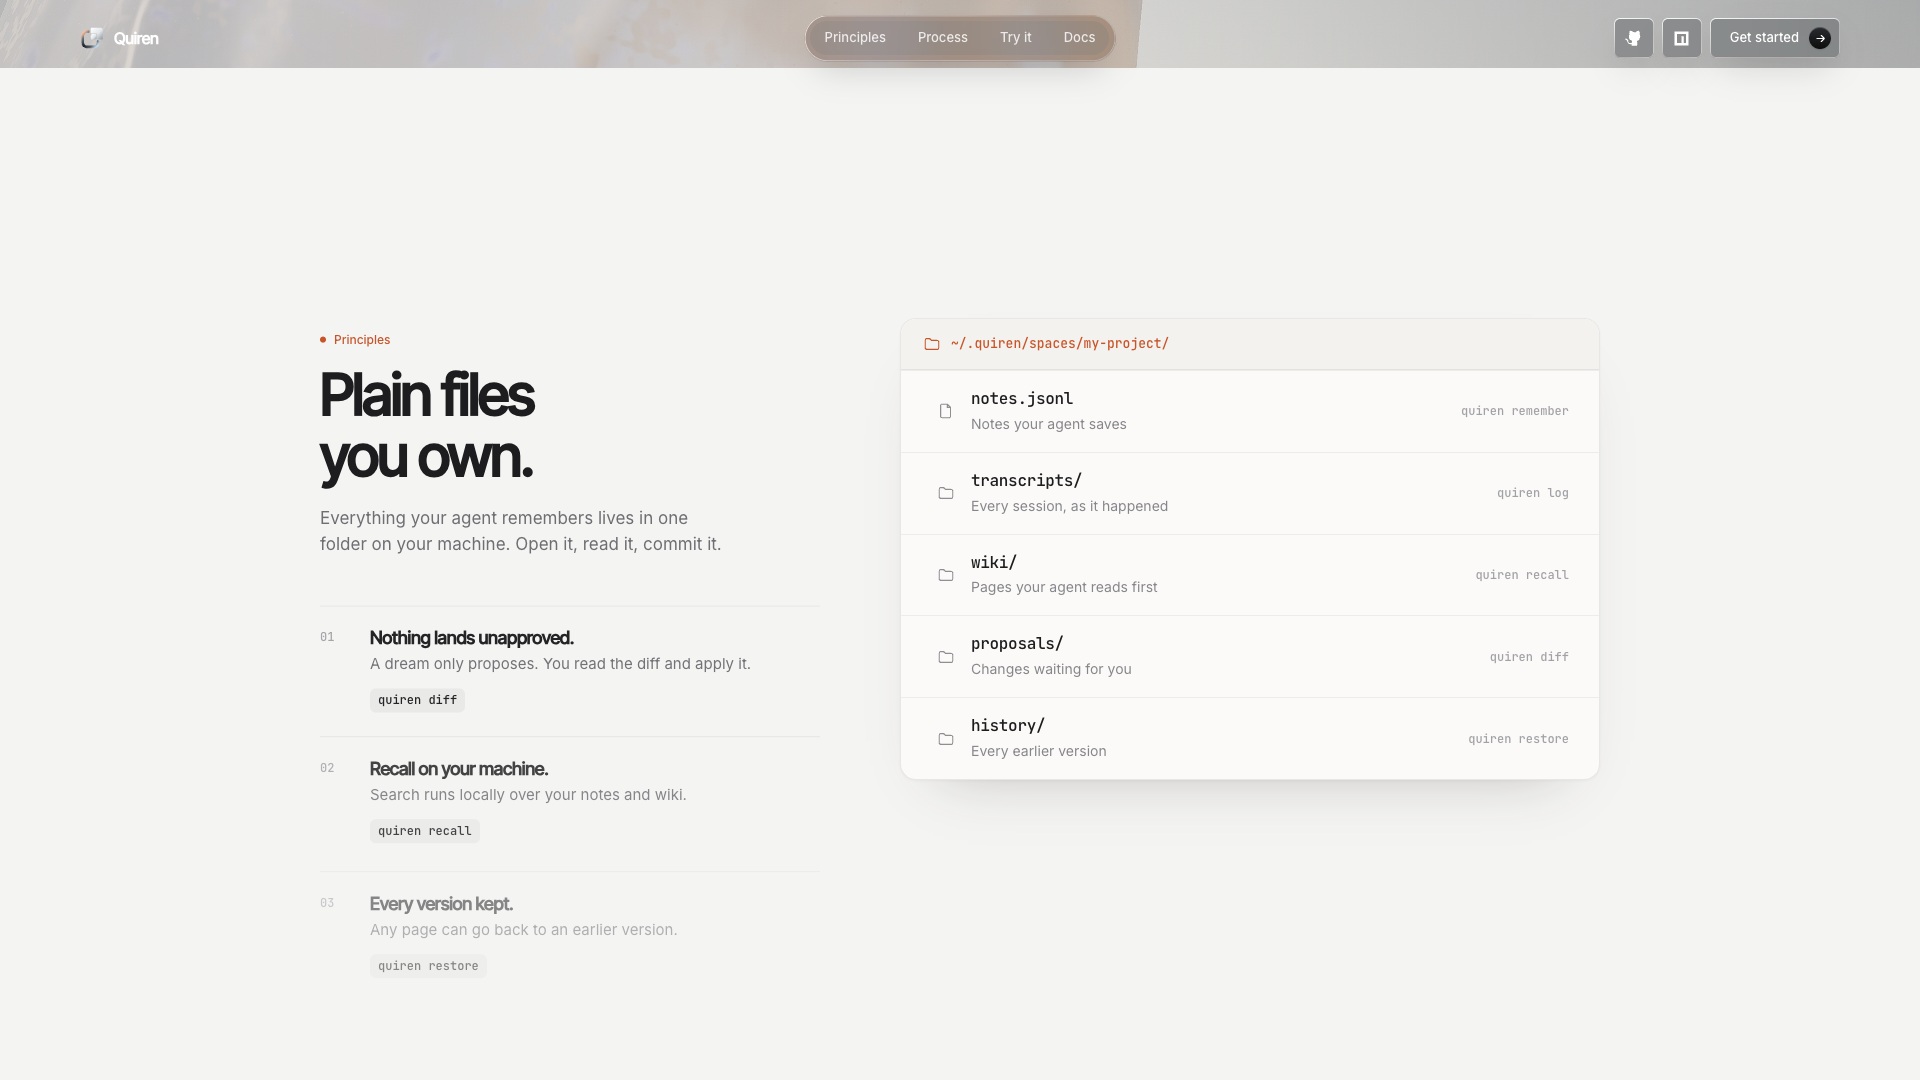 Quiren
Principles
Process
Try it
Docs
Get started
Principles
Plain files
you own.
Everything your agent remembers lives in one
folder on your machine. Open it, read it, commit it.
01
Nothing lands unapproved.
A dream only proposes. You read the diff and apply it.
quiren diff
02
Recall on your machine.
Search runs locally over your notes and wiki.
quiren recall
03
Every version kept.
Any page can go back to an earlier version.
quiren restore
~/.quiren/spaces/my-project/
notes.jsonl
Notes your agent saves
quiren remember
transcripts/
Every session, as it happened
quiren log
wiki/
Pages your agent reads first
quiren recall
proposals/
Changes waiting for you
quiren diff
history/
Every earlier version
quiren restore